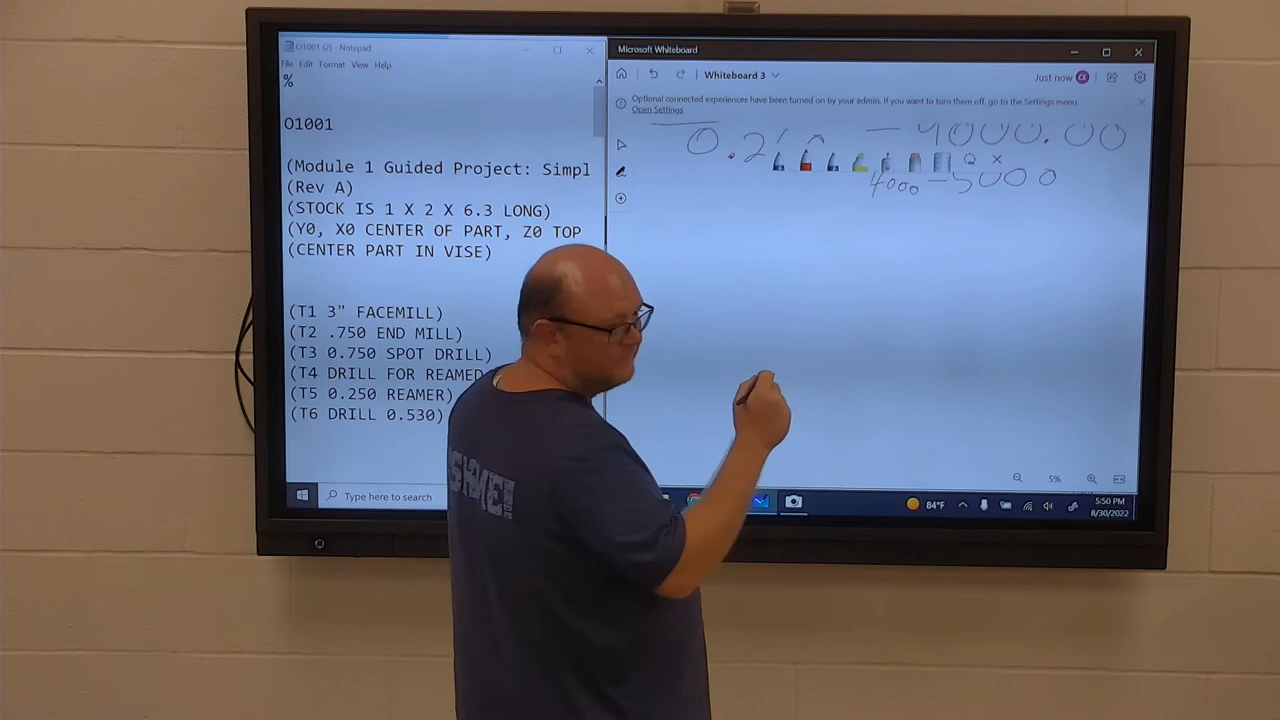 O1001 (2) - Notepad
File Edit Format View Help
%
O1001
(Module 1 Guided Project: Simpl
(Rev A)
(STOCK IS 1 X 2 X 6.3 LONG)
(Y0, X0 CENTER OF PART, Z0 TOP
(CENTER PART IN VISE)
(T1 3" FACEMILL)
(T2 .750 END MILL)
(T3 0.750 SPOT DRILL)
(T4 DRILL FOR REAMED
(T5 0.250 REAMER)
(T6 DRILL 0.530)
Type here to search
Microsoft Whiteboard
Whiteboard 3
Just now CE
Optional connected experiences have been turned on by your admin. If you want to turn them off, go to the Settings menu.
Open Settings
4000.00
4000 - 5000
5%
84°F
5:50 PM
8/30/2022